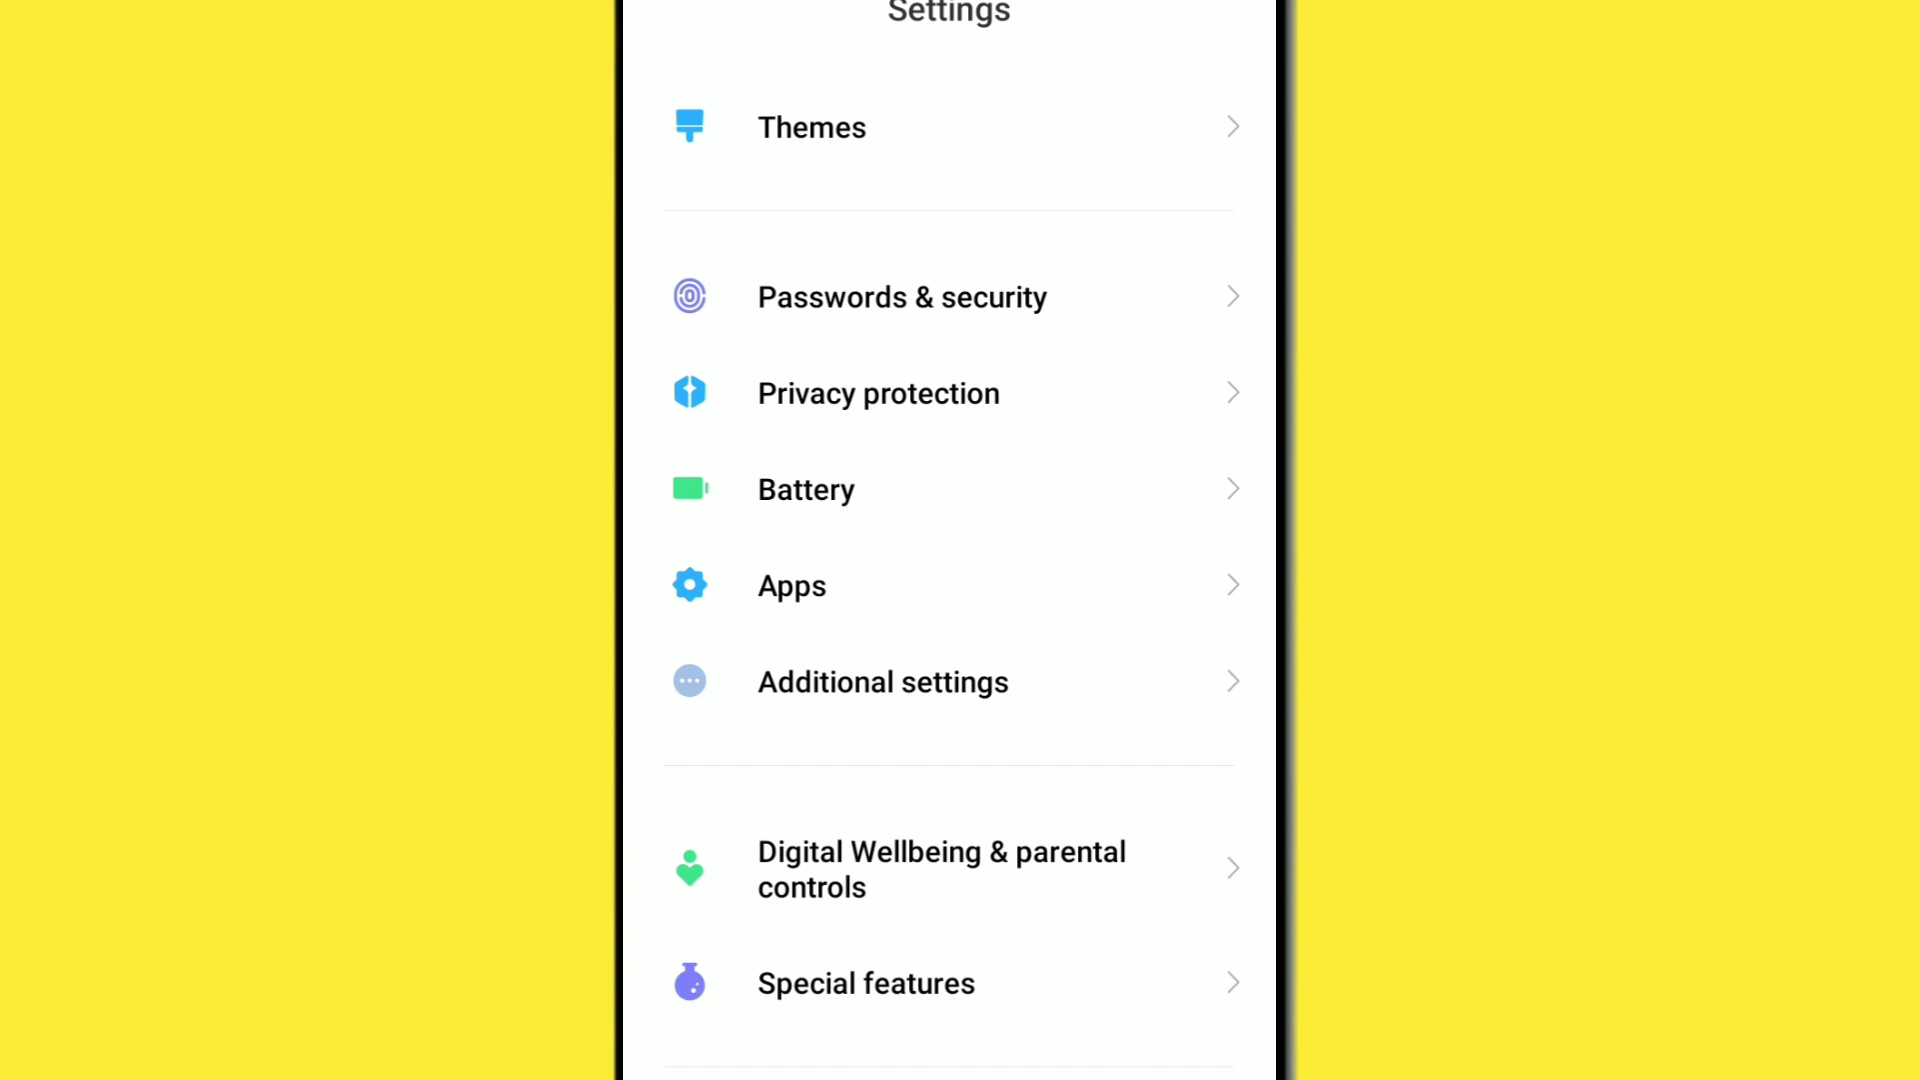 Settings
Themes
Passwords & security
Privacy protection
Battery
Apps
Additional settings
Digital Wellbeing & parental
controls
Special features